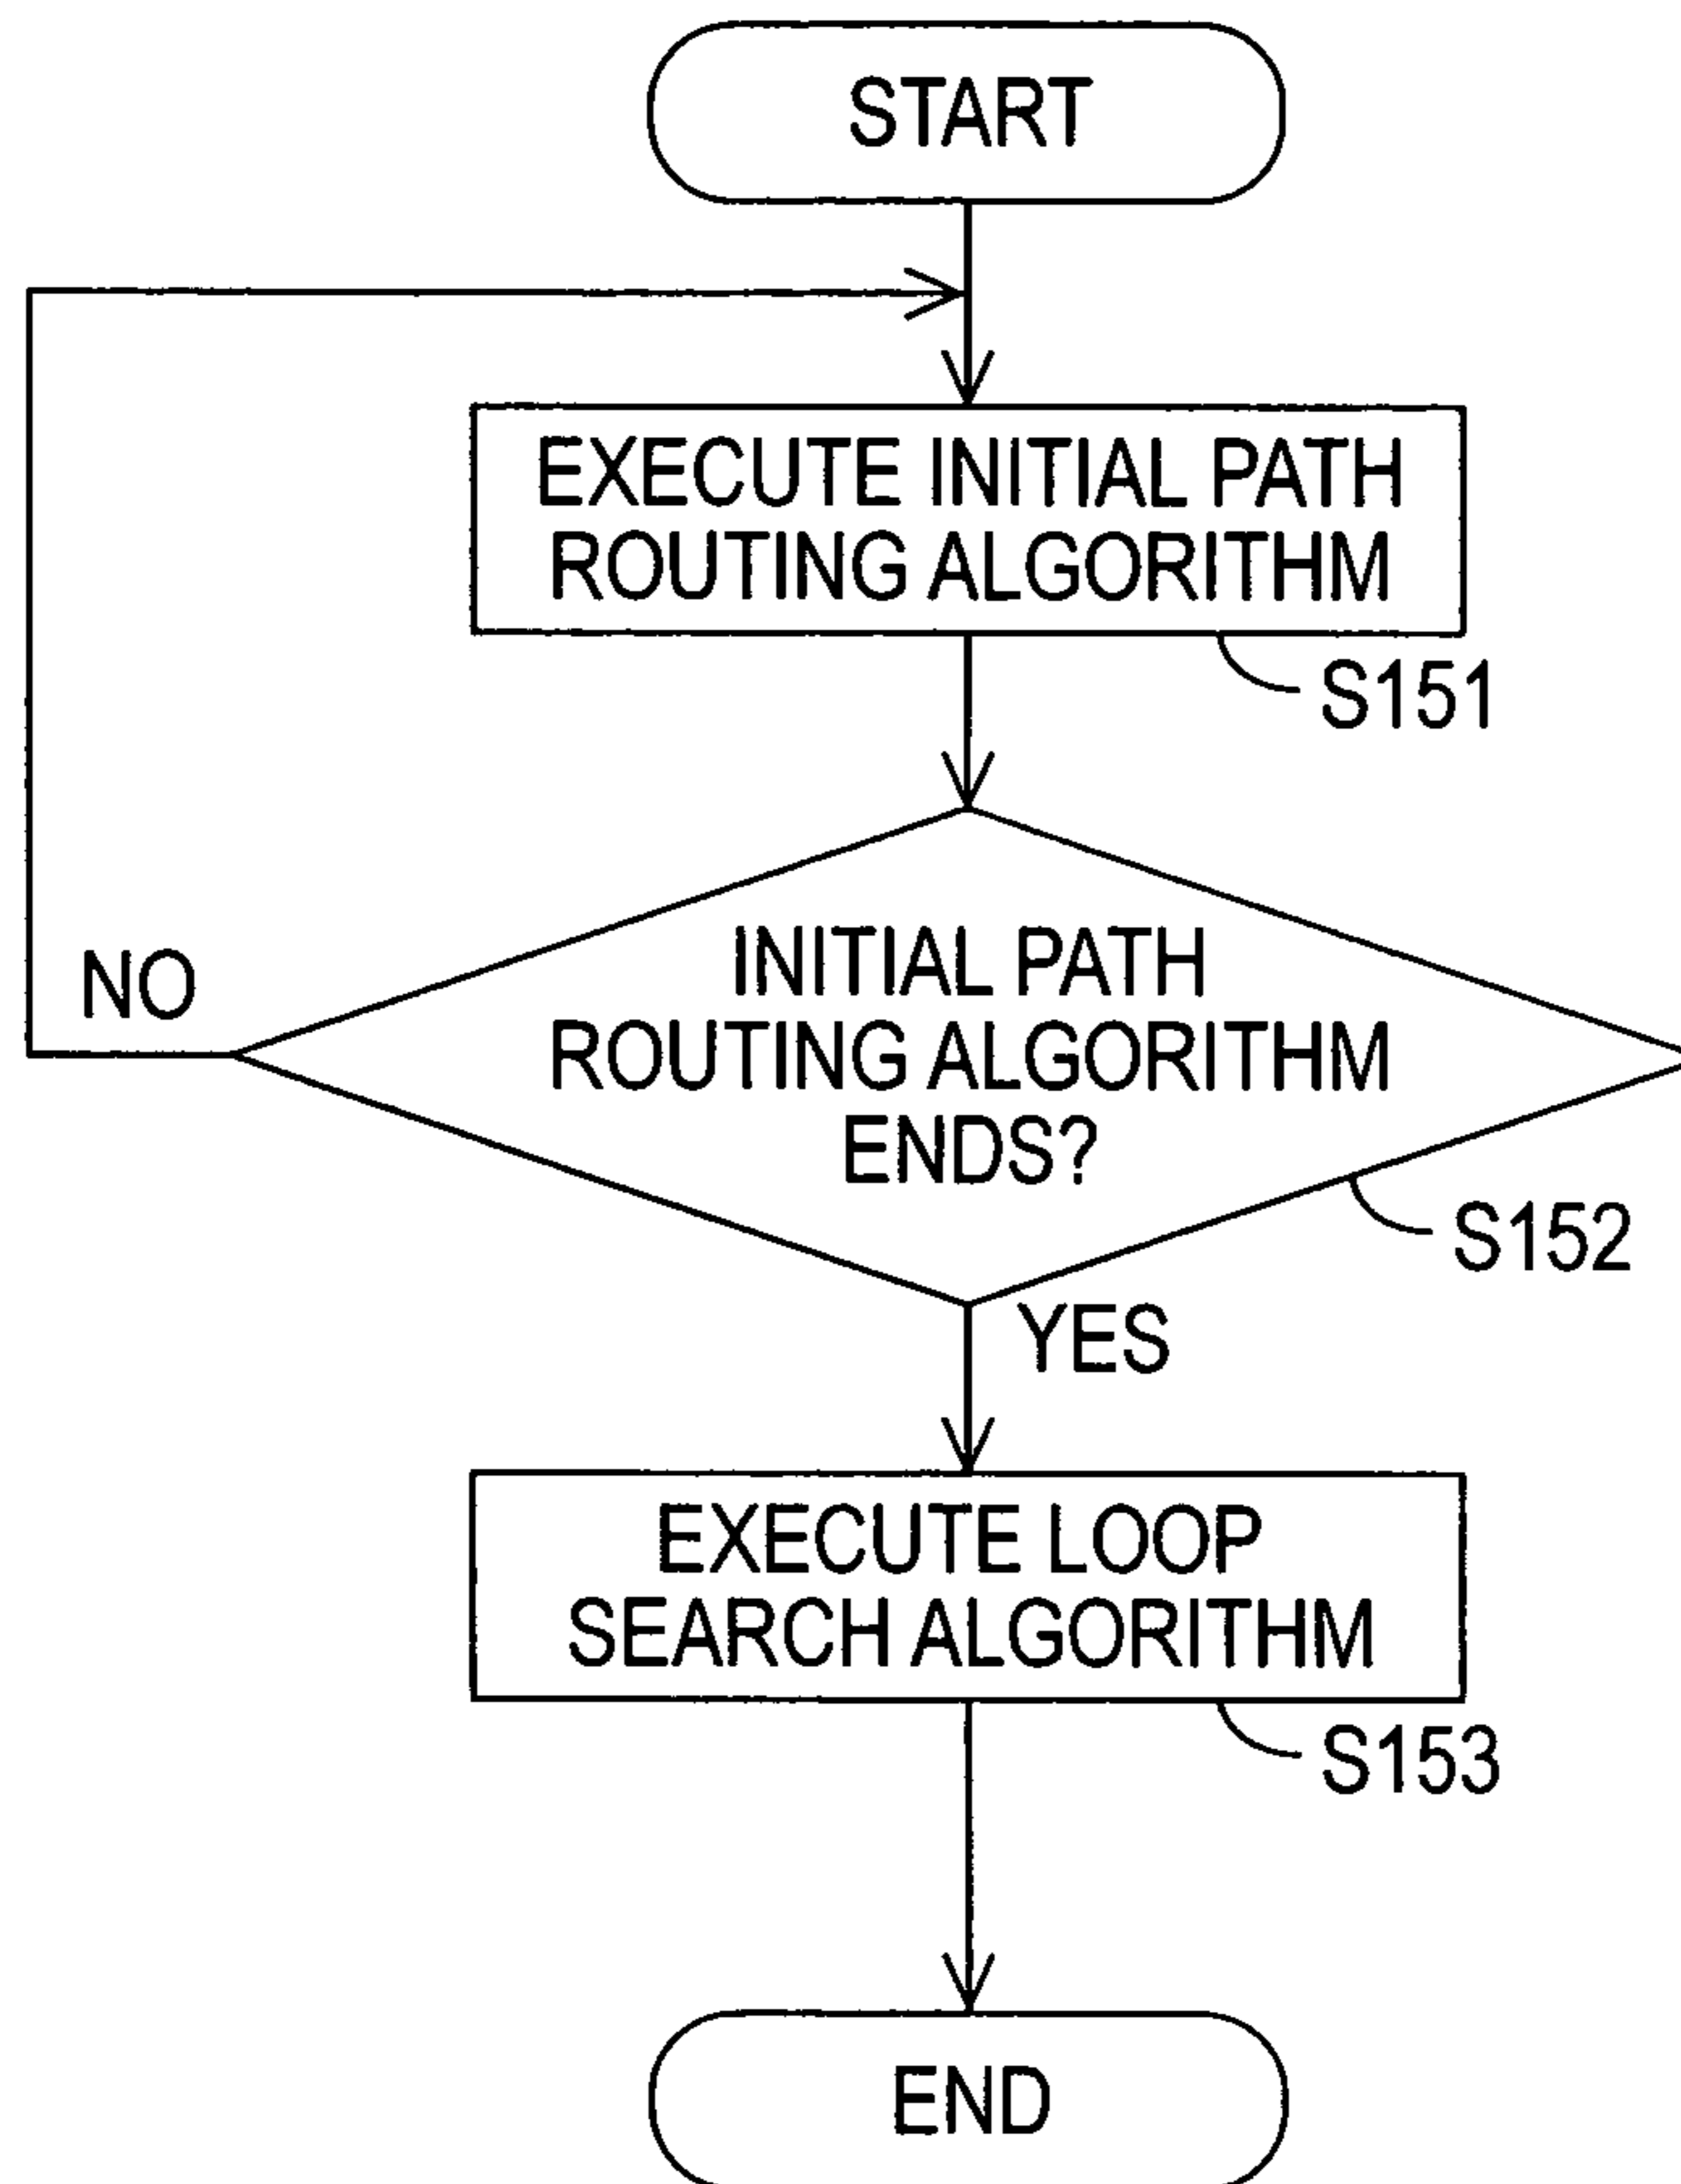 START
EXECUTE INITIAL PATH
ROUTING ALGORITHM
S151
INITIAL PATH
NO
ROUTING ALGORITHM
ENDS?
S152
YES
EXECUTE LOOP
SEARCH ALGORITHM
S153
END